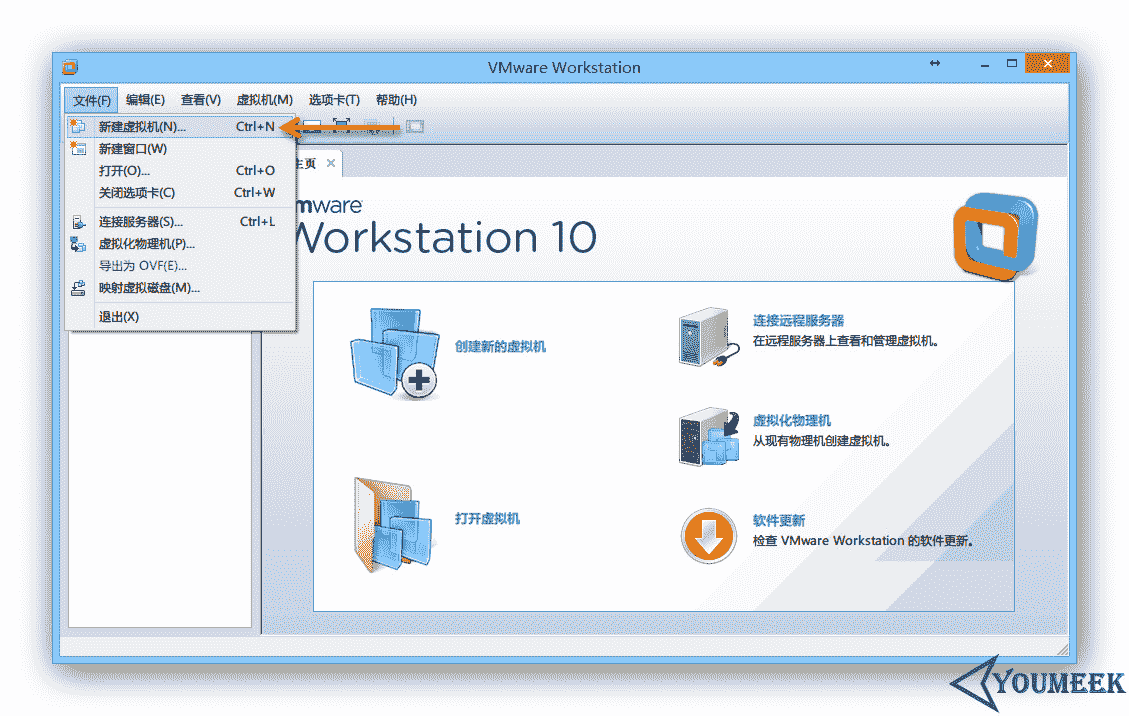 VMware Workstation
文件(F) 编辑(E) 查看(V) 虚拟机(M) 选项卡(T) 帮助(H)
新建虚拟机(N)... Ctrl+N
新建窗口(W)
打开(O)... Ctrl+O
关闭选项卡(C) Ctrl+W
连接服务器(S)... Ctrl+L
虚拟化物理机(P)...
导出为 OVF(E)...
映射虚拟磁盘(M)...
退出(X)
主页
mware
Workstation 10
创建新的虚拟机
打开虚拟机
连接远程服务器
在远程服务器上查看和管理虚拟机。
虚拟化物理机
从现有物理机创建虚拟机。
软件更新
检查 VMware Workstation 的软件更新。
YOUMEEK